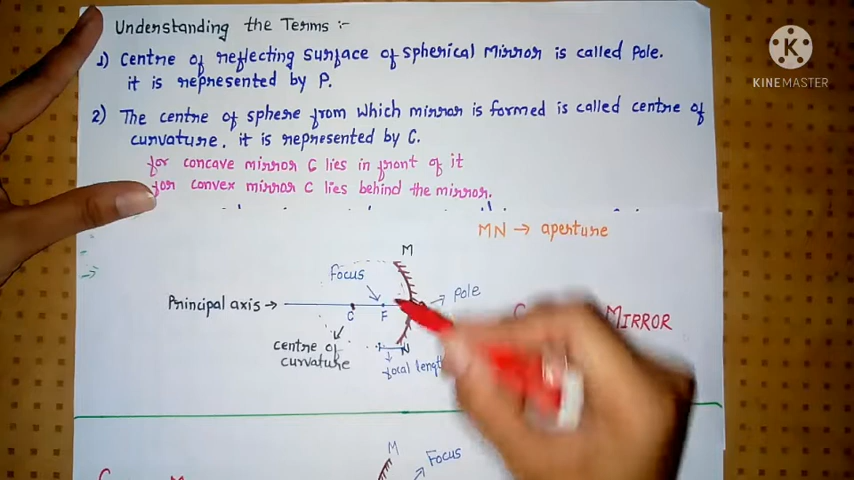 Understanding the Terms :-
1) Centre of reflecting surface of spherical mirror is called Pole.
it is represented by P.
2) The centre of sphere from which mirror is formed is called centre of
curvature. it is represented by C.
for concave mirror C lies in front of it
for convex mirror C lies behind the mirror.
MN → aperture
M
Focus
Pole
Principal axis →
C
F
MIRROR
centre of
curvature
N
focal length
M
Focus
K
KINEMASTER